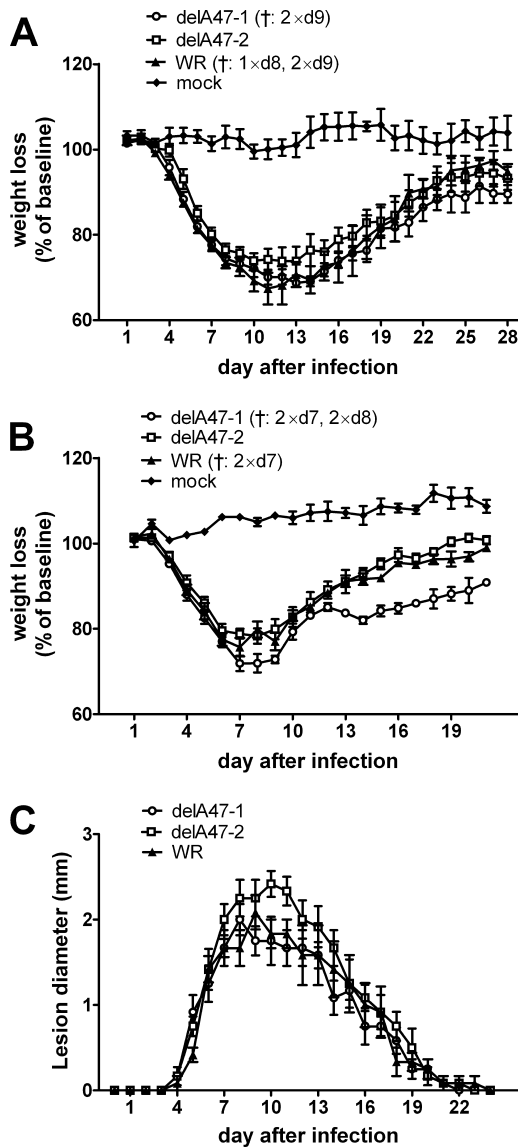 A
delA47-1 (†: 2×d9)
delA47-2
WR (†: 1×d8, 2×d9)
mock
120
100
80
60
weight loss
(% of baseline)
1 4 7 10 13 16 19 22 25 28
day after infection
B
delA47-1 (†: 2×d7, 2×d8)
delA47-2
WR (†: 2×d7)
mock
120
100
80
60
weight loss
(% of baseline)
1 4 7 10 13 16 19
day after infection
C
delA47-1
delA47-2
WR
3
2
1
0
Lesion diameter (mm)
1 4 7 10 13 16 19 22
day after infection